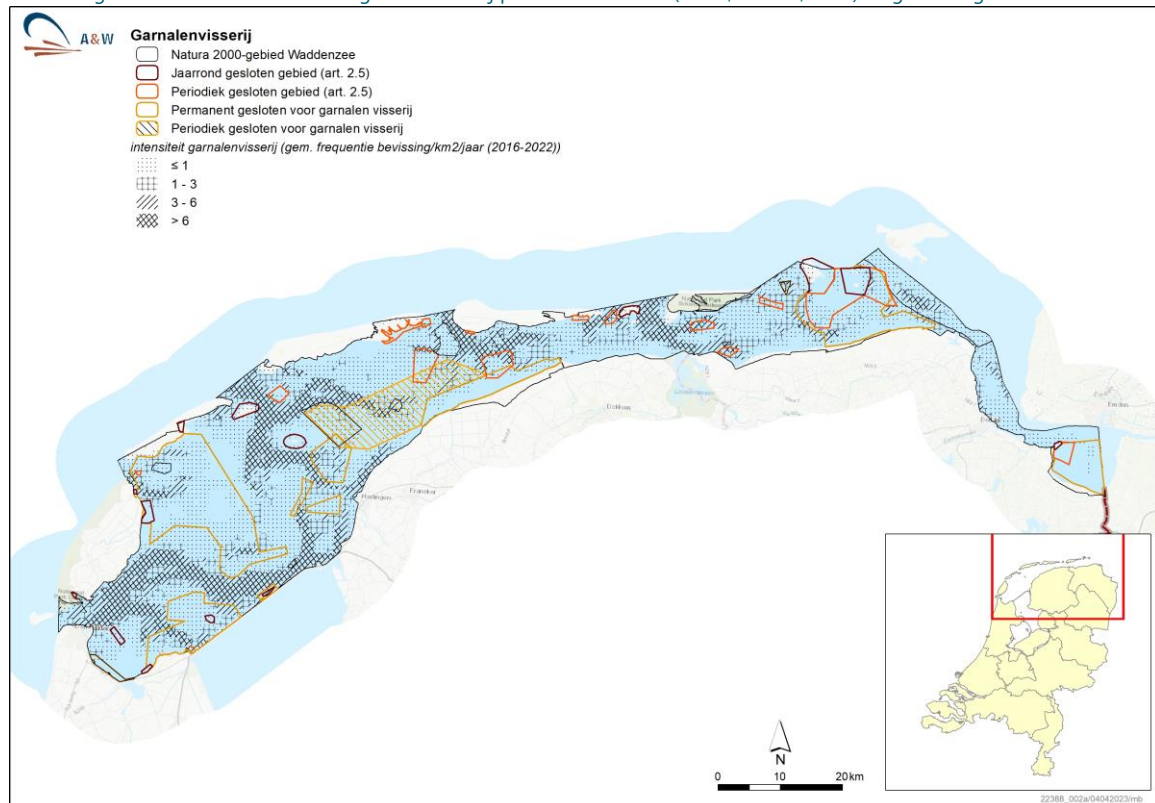 A&W
Garnalenvisserij
Natura 2000-gebied Waddenzee
Jaarrond gesloten gebied (art. 2.5)
Periodiek gesloten gebied (art. 2.5)
Permanent gesloten voor garnalen visserij
Periodiek gesloten voor garnalen visserij
intensiteit garnalenvisserij (gem. frequentie bevissing/km2/jaar (2016-2022))
≤ 1
1 - 3
3 - 6
> 6
Dokkum
Emden
Franeker
Harlingen
N
0 10 20 km
22388_002a/04042023/mb